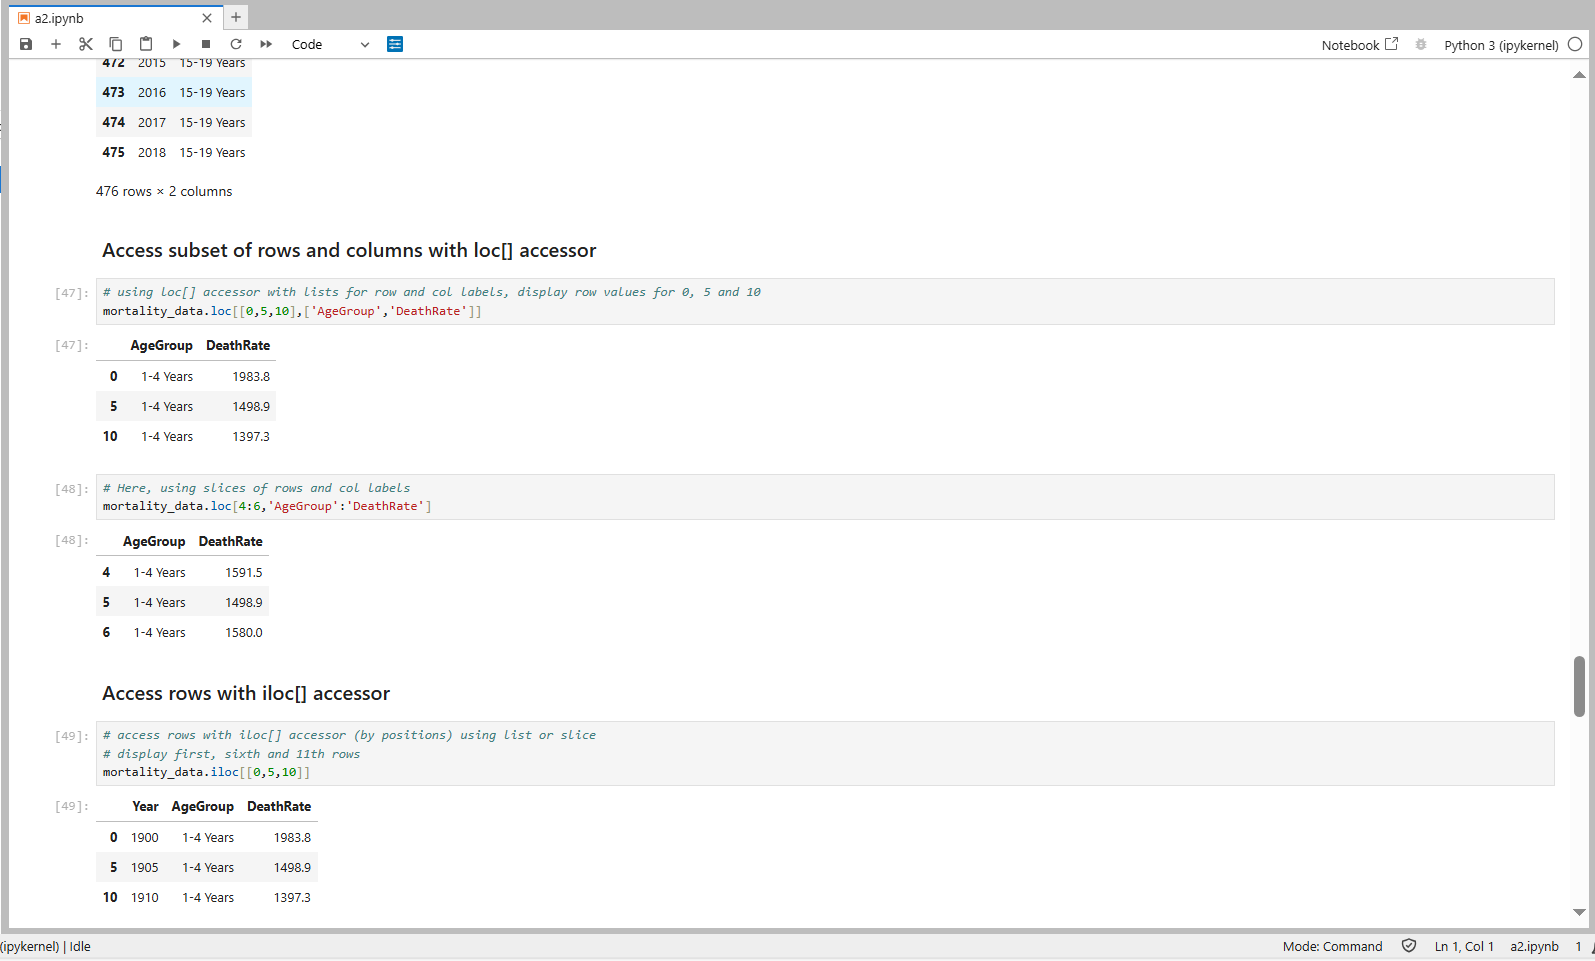 a2.ipynb
Code
Notebook
Python 3 (ipykernel)
472 2015 15-19 Years
473 2016 15-19 Years
474 2017 15-19 Years
475 2018 15-19 Years
476 rows × 2 columns
Access subset of rows and columns with loc[] accessor
[47]: # using loc[] accessor with lists for row and col labels, display row values for 0, 5 and 10
mortality_data.loc[[0,5,10],['AgeGroup','DeathRate']]
[47]: AgeGroup DeathRate
0 1-4 Years 1983.8
5 1-4 Years 1498.9
10 1-4 Years 1397.3
[48]: # Here, using slices of rows and col labels
mortality_data.loc[4:6,'AgeGroup':'DeathRate']
[48]: AgeGroup DeathRate
4 1-4 Years 1591.5
5 1-4 Years 1498.9
6 1-4 Years 1580.0
Access rows with iloc[] accessor
[49]: # access rows with iloc[] accessor (by positions) using list or slice
# display first, sixth and 11th rows
mortality_data.iloc[[0,5,10]]
[49]: Year AgeGroup DeathRate
0 1900 1-4 Years 1983.8
5 1905 1-4 Years 1498.9
10 1910 1-4 Years 1397.3
(ipykernel) | Idle
Mode: Command
Ln 1, Col 1
a2.ipynb
1